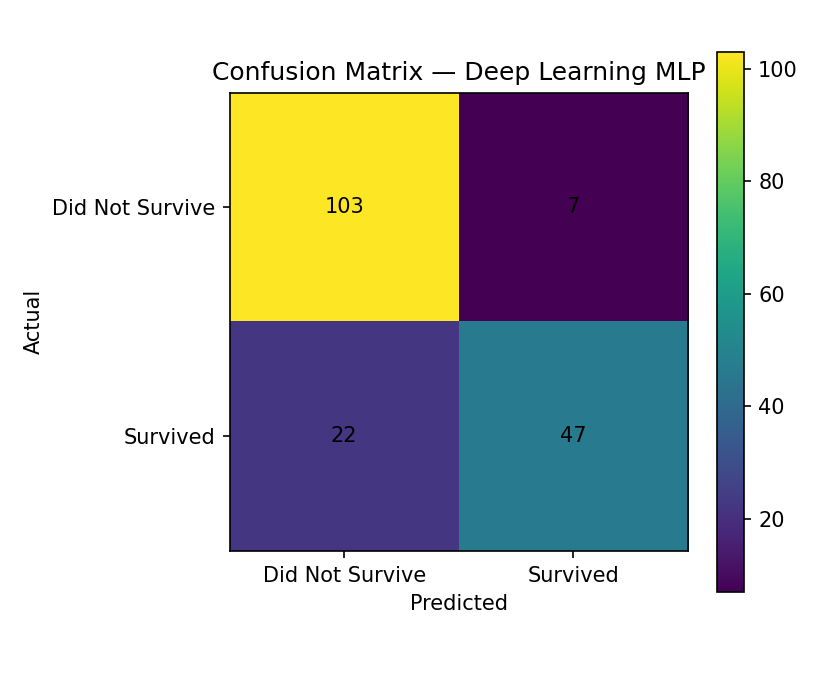 Confusion Matrix — Deep Learning MLP
100
80
60
40
20
Actual
Did Not Survive
103
7
Survived
22
47
Did Not Survive
Survived
Predicted